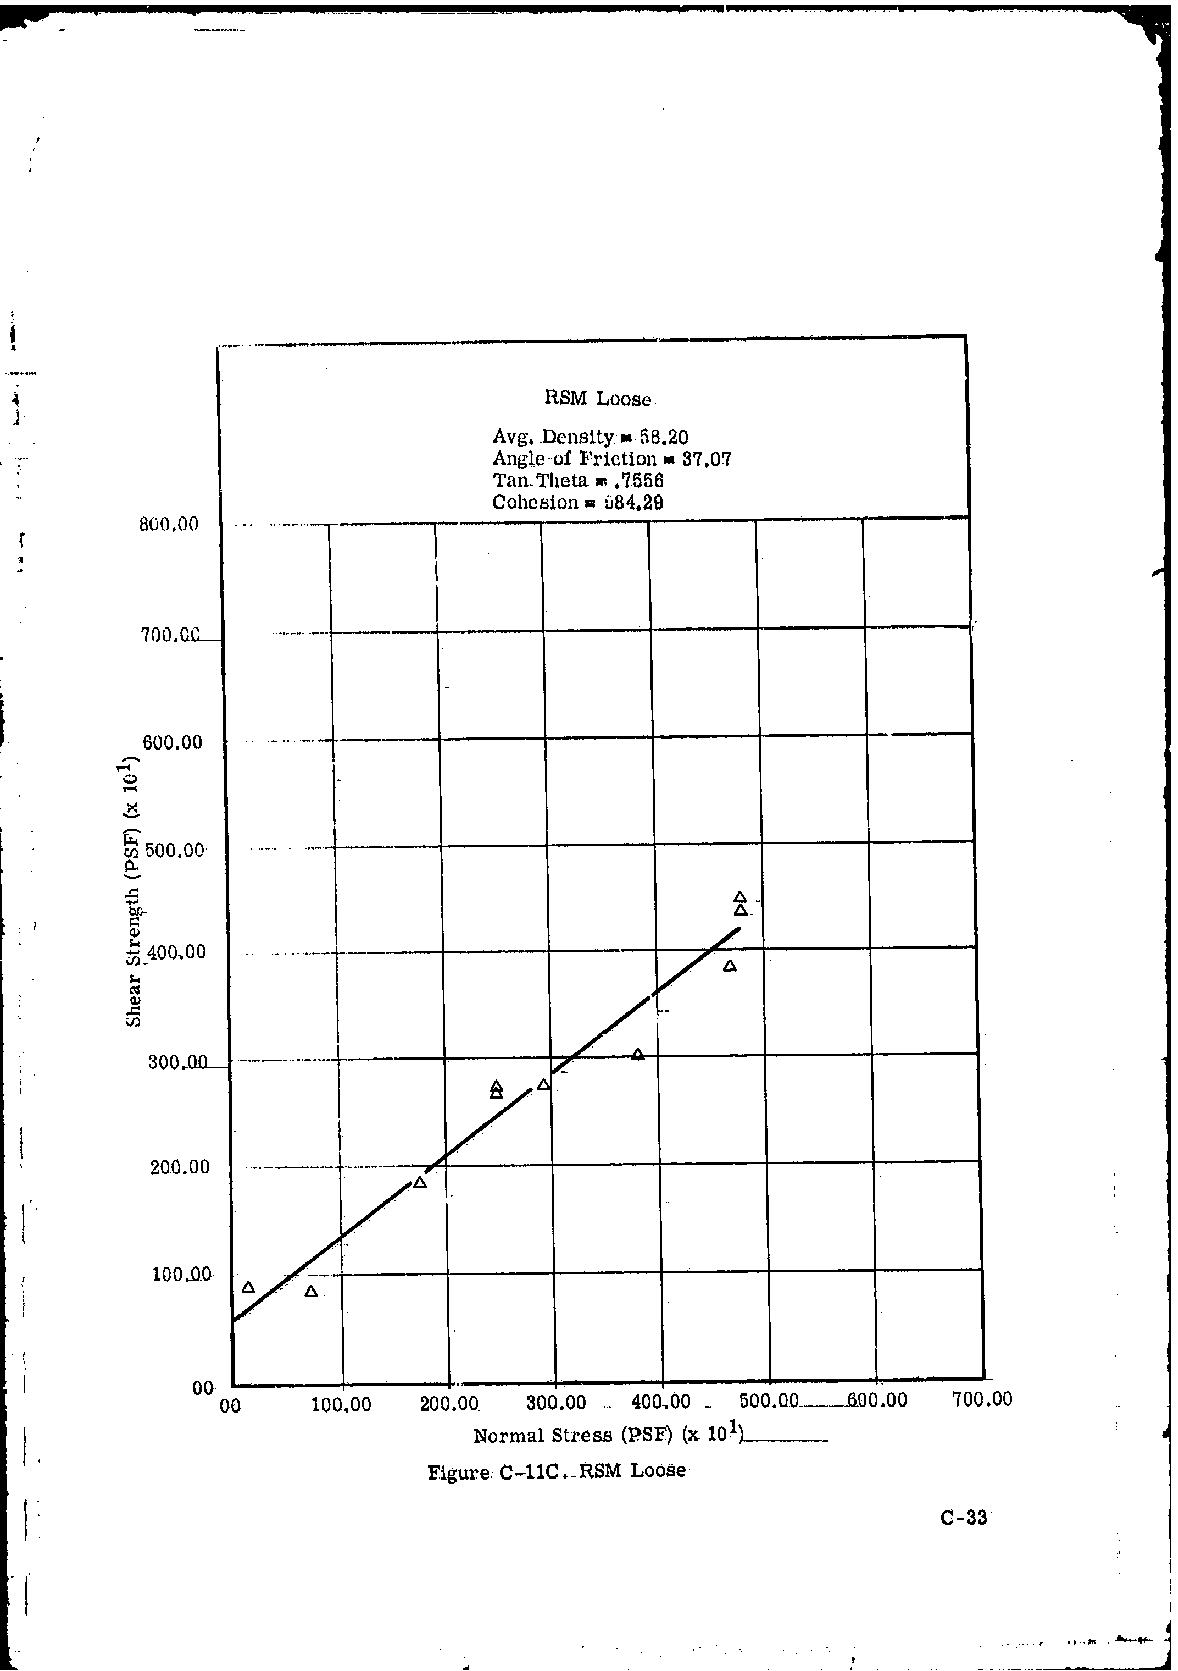 RSM Loose
Avg. Density = 58.20
Angle of Friction = 37.07
Tan Theta = .7556
Cohesion = 584.29
800.00
700.00
600.00
500.00
400.00
300.00
200.00
100.00
00
Shear Strength (PSF) (x 10¹)
00 100.00 200.00 300.00 400.00 500.00 600.00 700.00
Normal Stress (PSF) (x 10¹)
Figure C-11C. RSM Loose
C-33